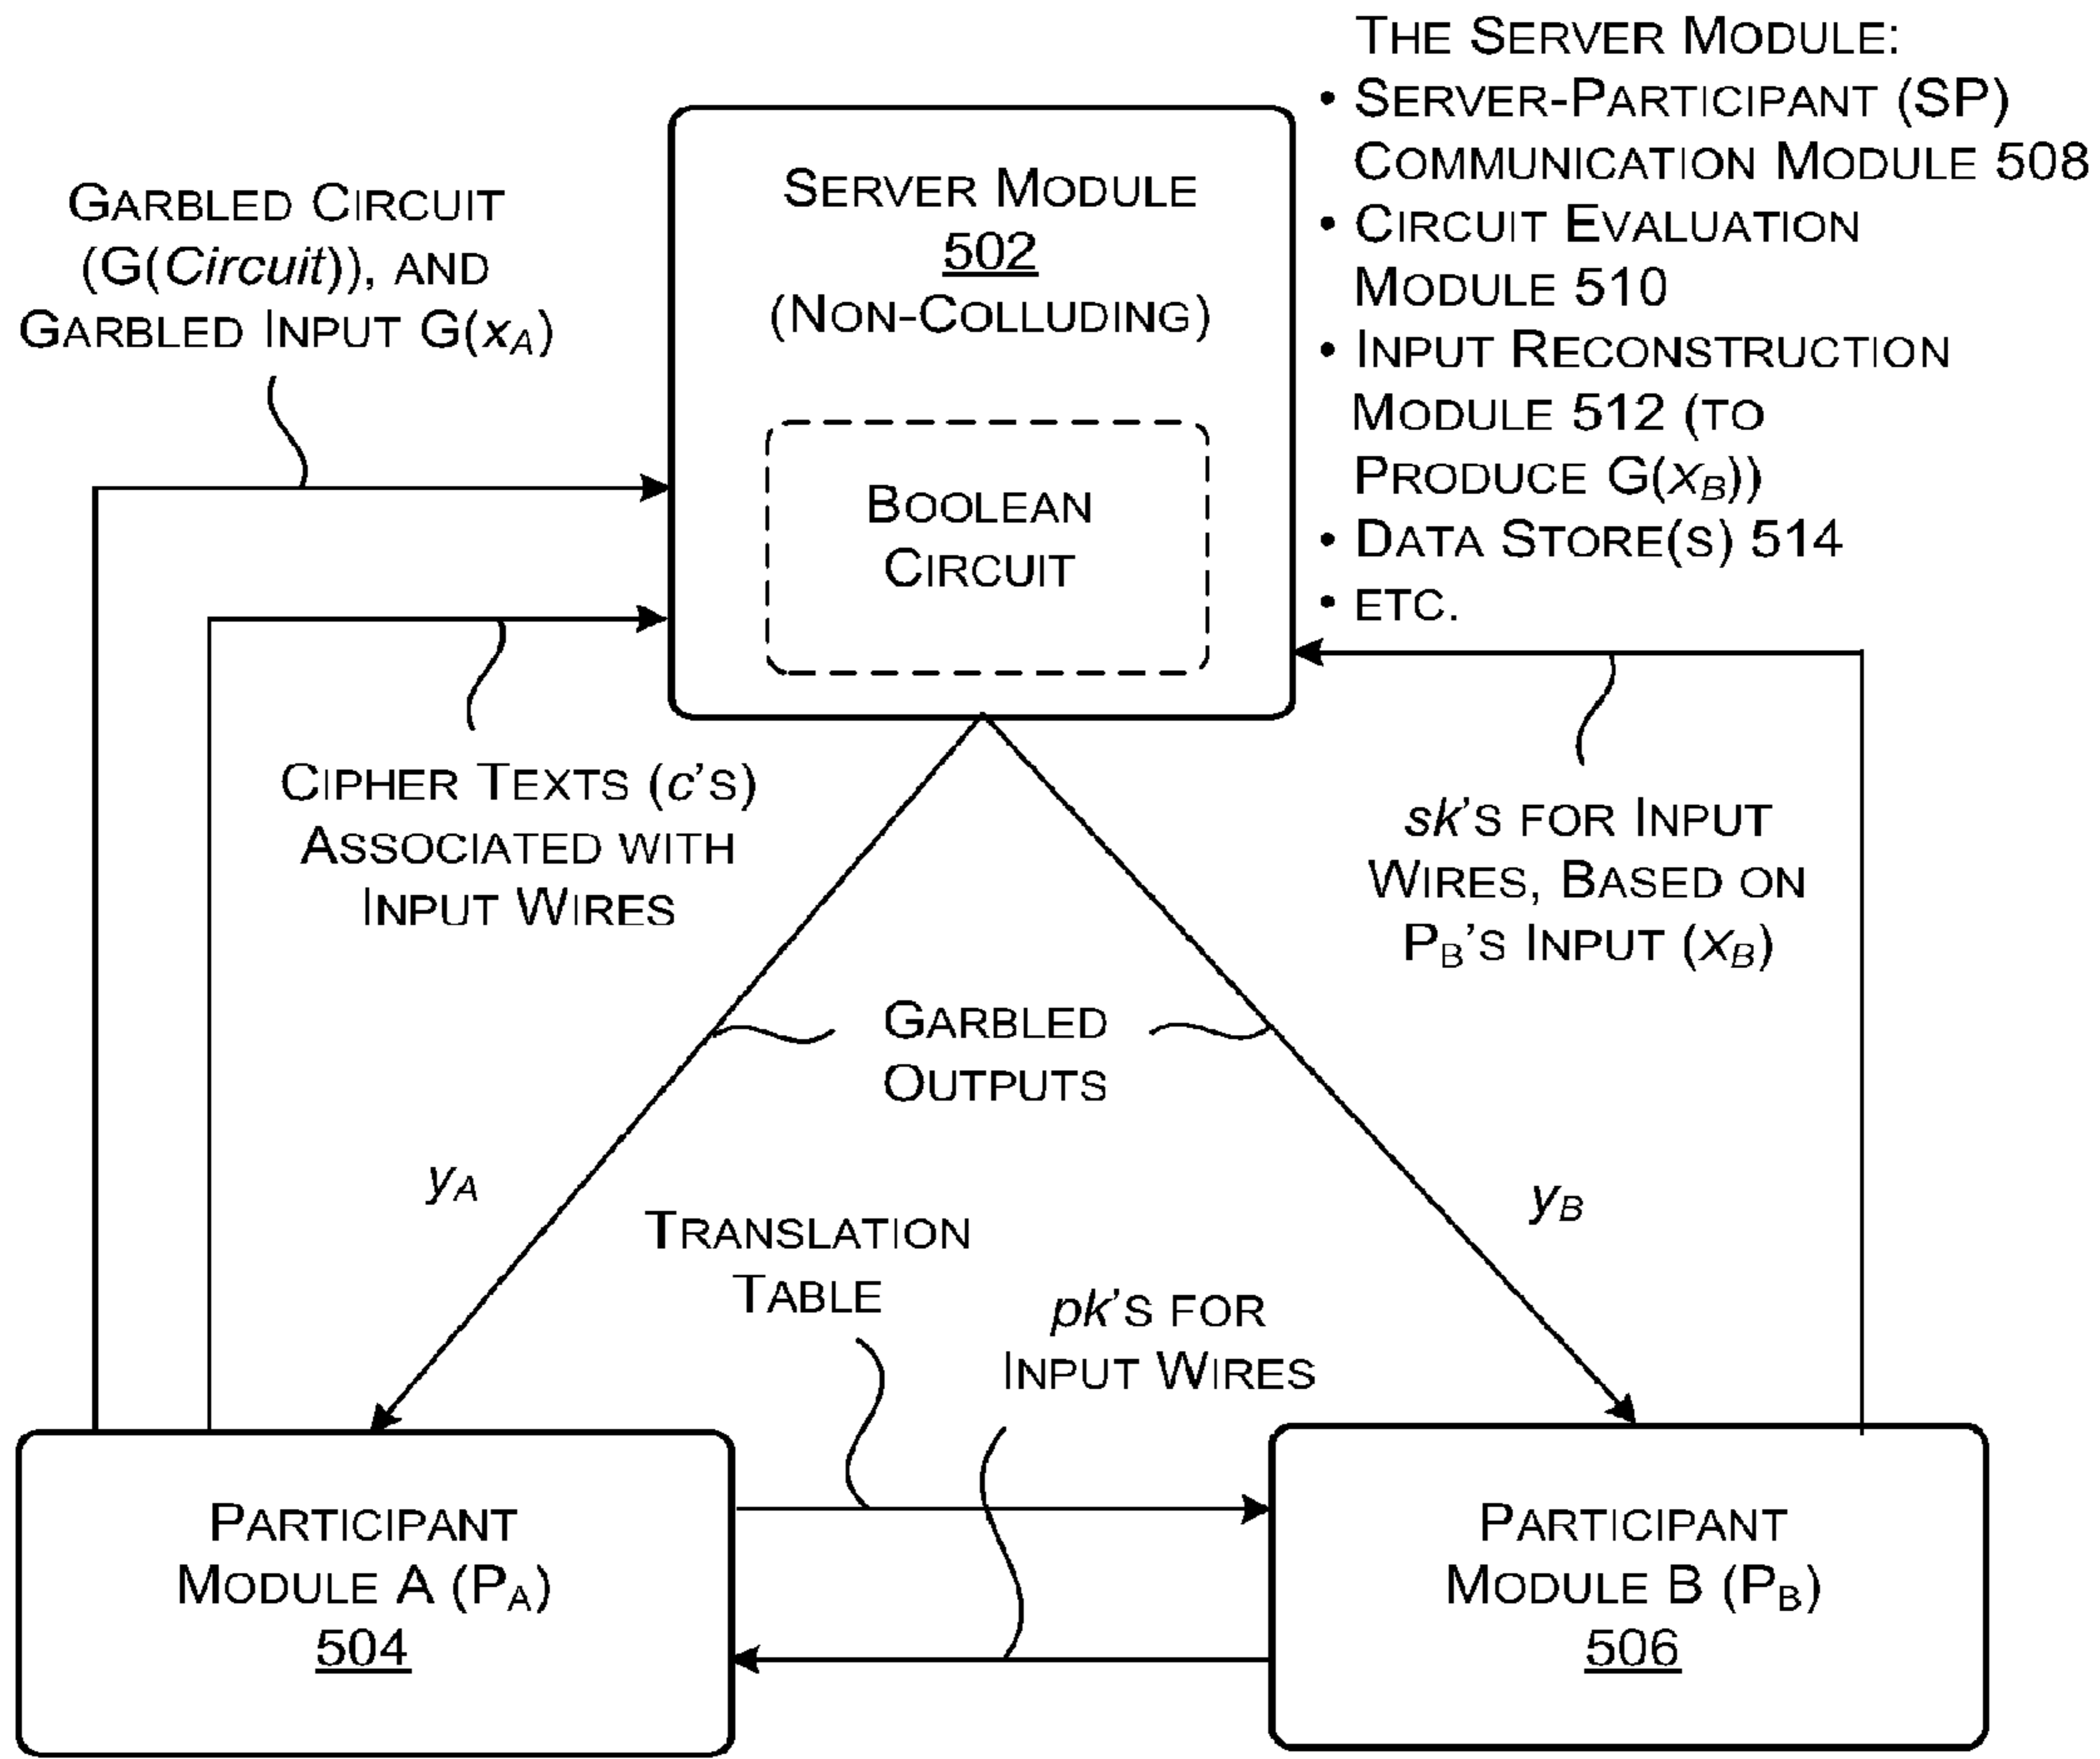 THE SERVER MODULE:
• SERVER-PARTICIPANT (SP)
COMMUNICATION MODULE 508
• CIRCUIT EVALUATION
MODULE 510
• INPUT RECONSTRUCTION
MODULE 512 (TO
PRODUCE G(xB))
• DATA STORE(S) 514
• ETC.
SERVER MODULE
502
(NON-COLLUDING)
BOOLEAN
CIRCUIT
GARBLED CIRCUIT
(G(Circuit)), AND
GARBLED INPUT G(xA)
CIPHER TEXTS (c'S)
ASSOCIATED WITH
INPUT WIRES
sk'S FOR INPUT
WIRES, BASED ON
PB'S INPUT (xB)
GARBLED
OUTPUTS
yA
yB
TRANSLATION
TABLE
pk'S FOR
INPUT WIRES
PARTICIPANT
MODULE A (PA)
504
PARTICIPANT
MODULE B (PB)
506